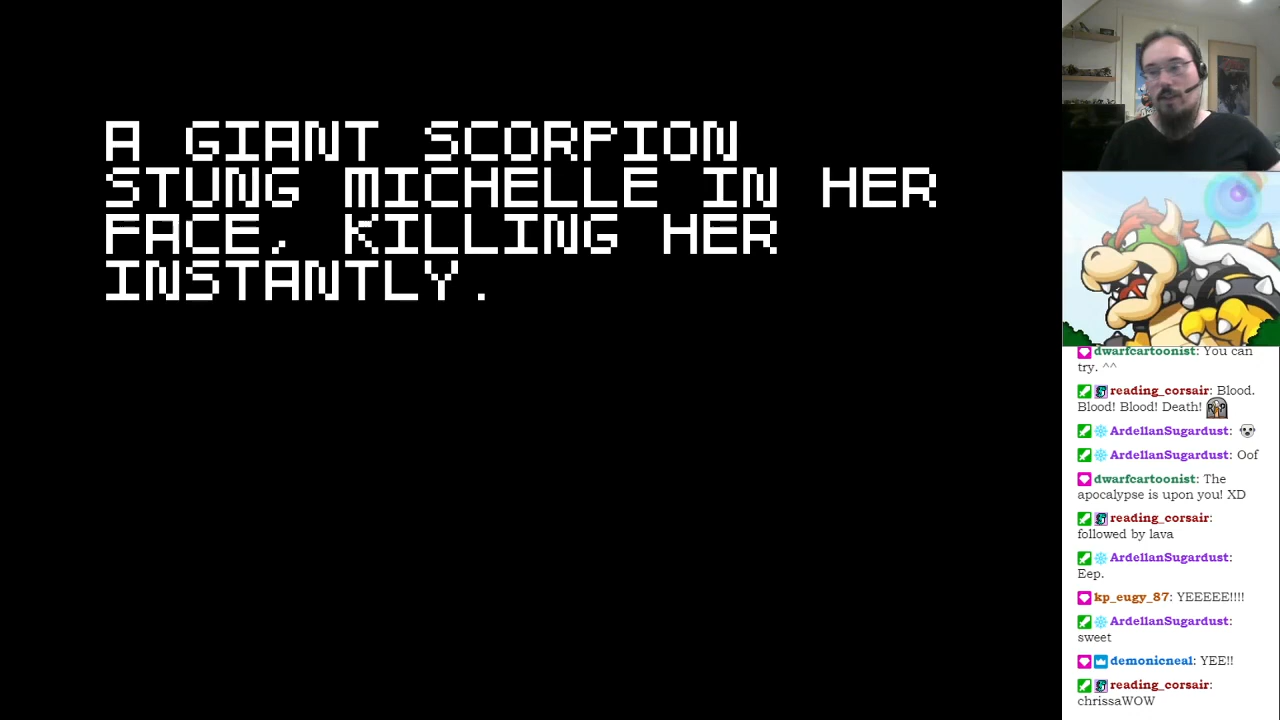 A GIANT SCORPION
STUNG MICHELLE IN HER
FACE, KILLING HER
INSTANTLY.
dwarfcartoonist: You can
try. ^^
reading_corsair: Blood.
Blood! Blood! Death! RIP
ArdellanSugardust:
ArdellanSugardust: Oof
dwarfcartoonist: The
apocalypse is upon you! XD
reading_corsair:
followed by lava
ArdellanSugardust:
Eep.
kp_eugy_87: YEEEEE!!!!
ArdellanSugardust:
sweet
demonicneal: YEE!!
reading_corsair:
chrissaWOW